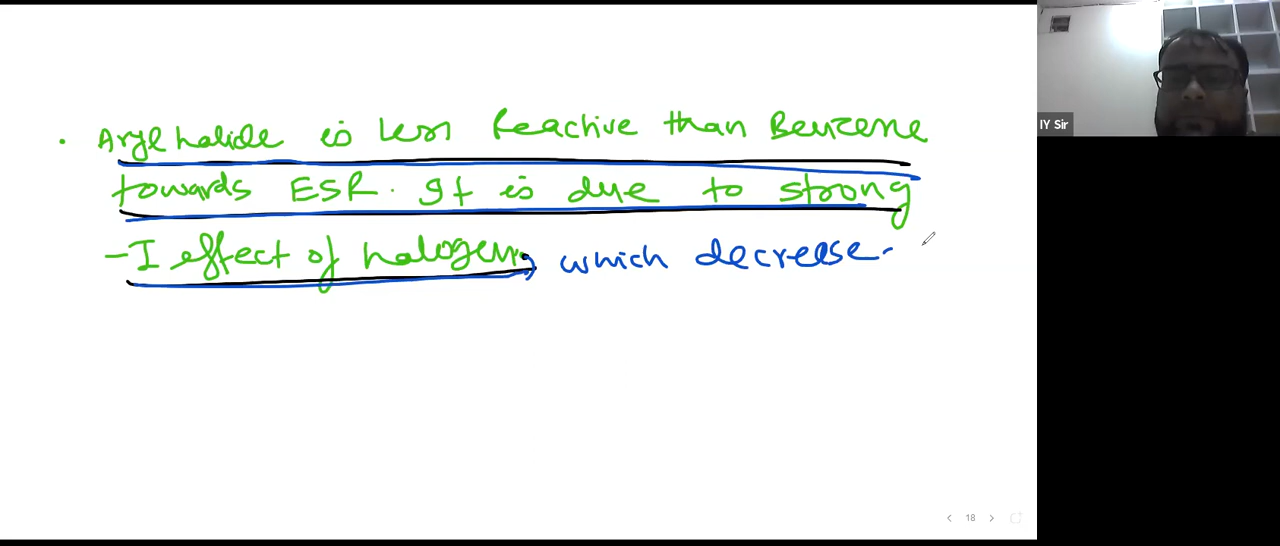 . Aryl halide is less Reactive than Benzene
towards ESR. It is due to strong
-I effect of halogen, which decrease
IY Sir
18